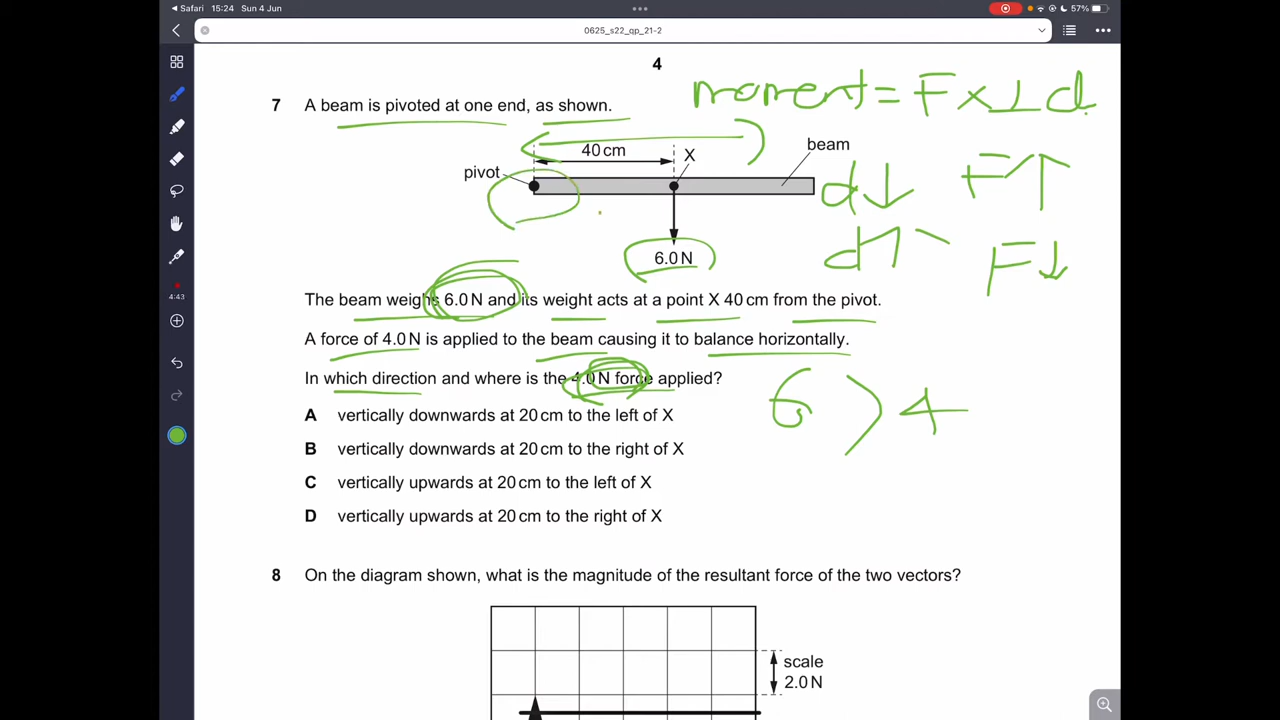 Safari 15:24 Sun 4 Jun 57%
0625_s22_qp_21-2
4
moment = F x ⊥ d
7 A beam is pivoted at one end, as shown.
40 cm X beam
pivot
d↓ F↑
d↑ F↓
6.0 N
The beam weighs 6.0 N and its weight acts at a point X 40 cm from the pivot.
A force of 4.0 N is applied to the beam causing it to balance horizontally.
In which direction and where is the 4.0 N force applied?
6 > 4
A vertically downwards at 20 cm to the left of X
B vertically downwards at 20 cm to the right of X
C vertically upwards at 20 cm to the left of X
D vertically upwards at 20 cm to the right of X
8 On the diagram shown, what is the magnitude of the resultant force of the two vectors?
scale
2.0 N
4:43